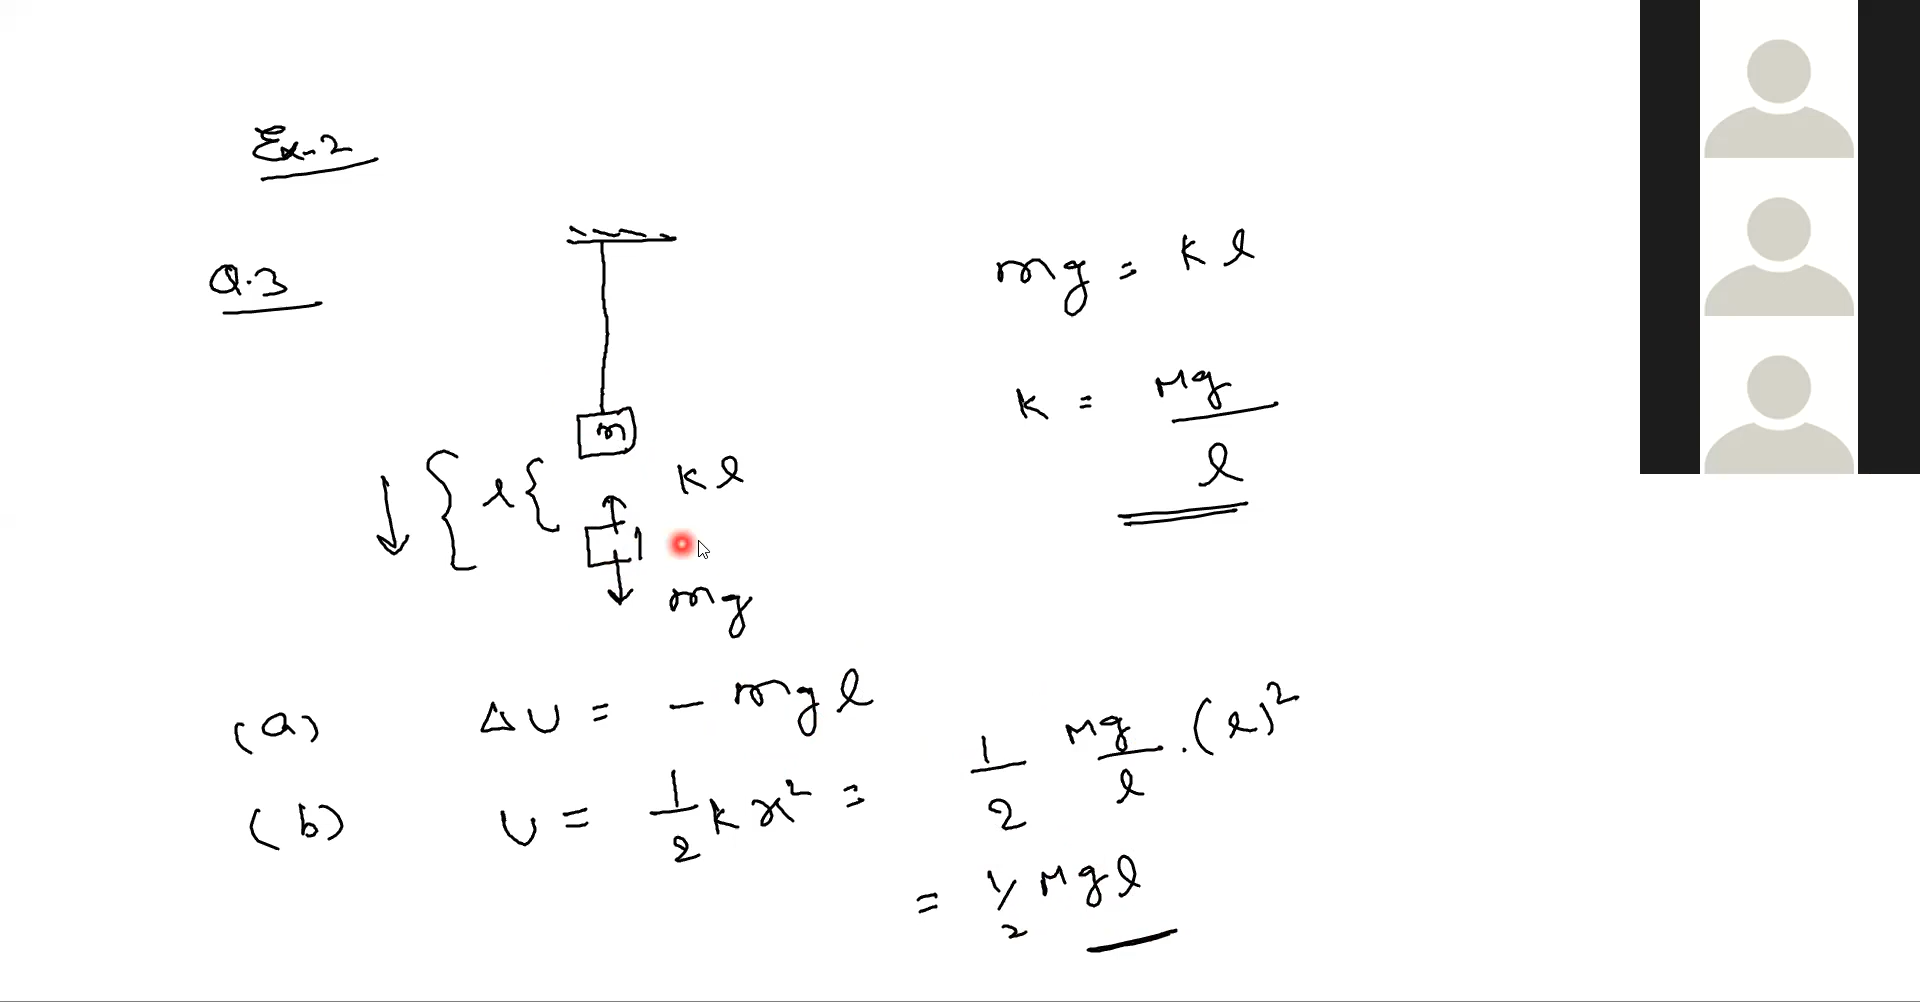 Ex-2
Q.3
m
l
kl
mg
mg = kl
k = Mg / l
(a) ΔU = - mgl
(b) U = 1/2 k x² = 1/2 Mg/l . (l)²
= 1/2 Mgl